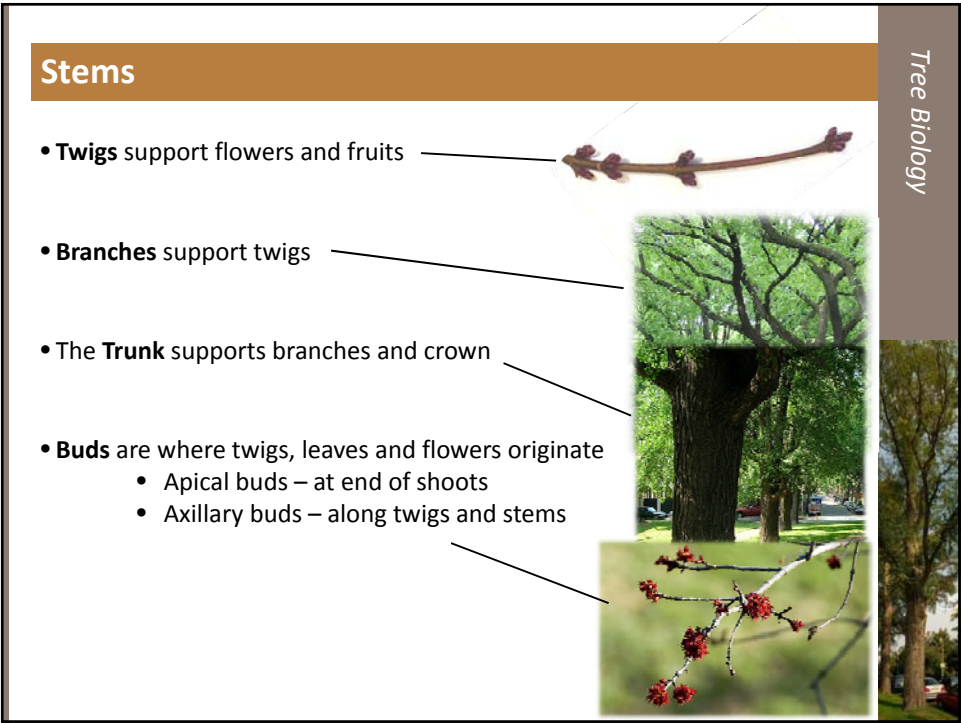 Stems
Tree Biology
• Twigs support flowers and fruits
• Branches support twigs
• The Trunk supports branches and crown
• Buds are where twigs, leaves and flowers originate
• Apical buds – at end of shoots
• Axillary buds – along twigs and stems